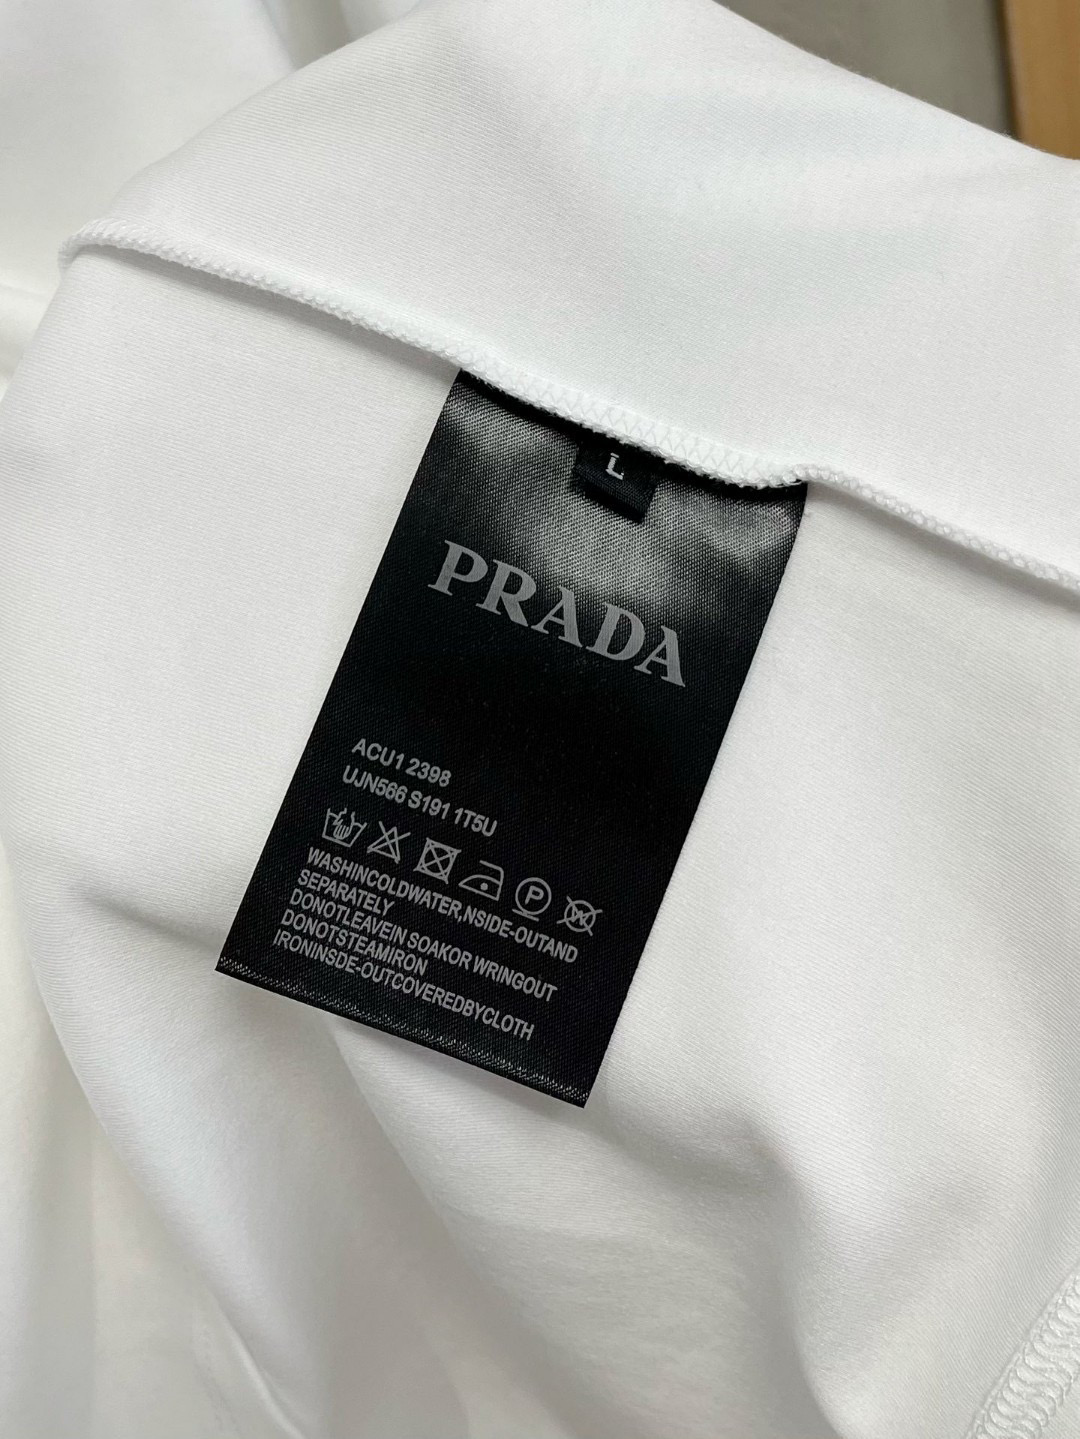 L
PRADA
ACU1 2398
UJN566 S191 1T5U
P
W
WASHINCOLDWATER,NSIDE-OUTAND
SEPARATELY
DONOTLEAVEIN SOAKOR WRINGOUT
DONOTSTEAMIRON
IRONINSDE-OUTCOVEREDBYCLOTH